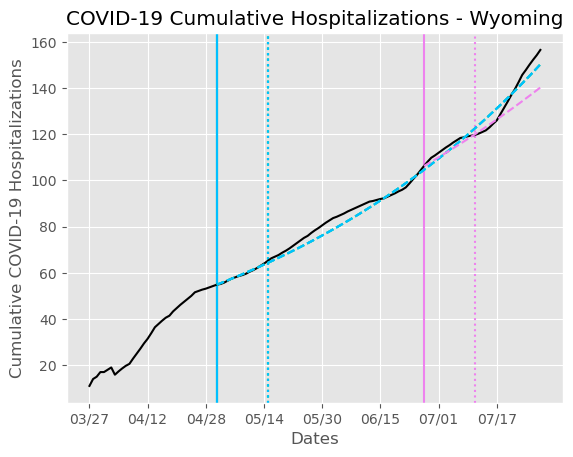 COVID-19 Cumulative Hospitalizations - Wyoming
Cumulative COVID-19 Hospitalizations
160
140
120
100
80
60
40
20
03/27 04/12 04/28 05/14 05/30 06/15 07/01 07/17
Dates